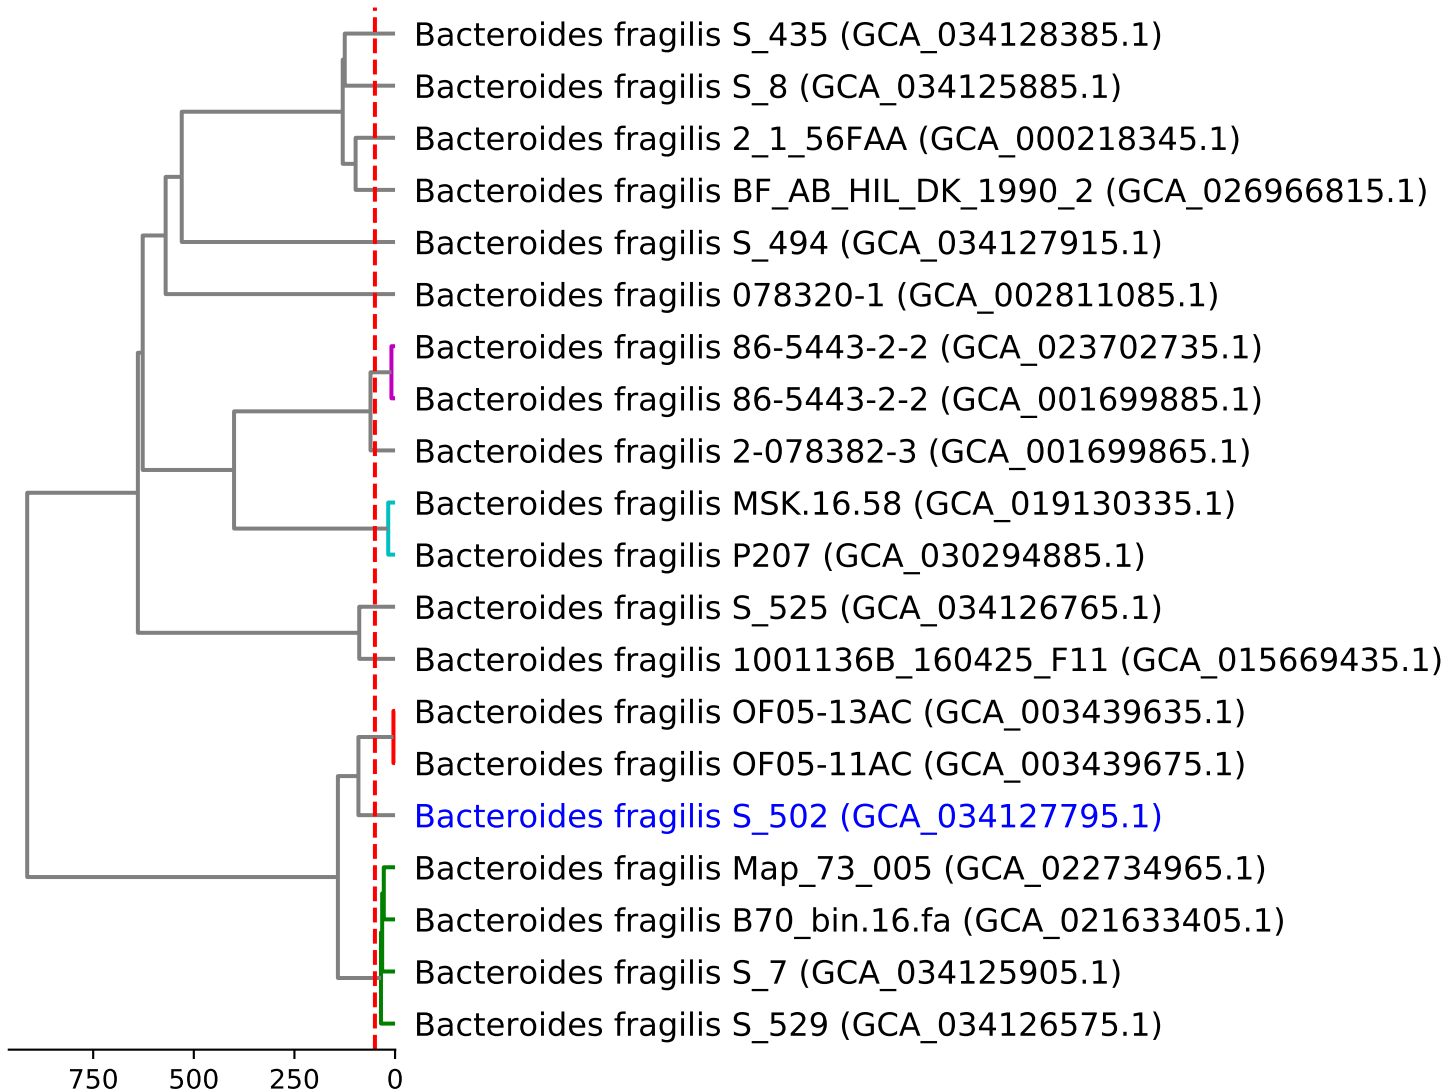 Bacteroides fragilis S_435 (GCA_034128385.1)
Bacteroides fragilis S_8 (GCA_034125885.1)
Bacteroides fragilis 2_1_56FAA (GCA_000218345.1)
Bacteroides fragilis BF_AB_HIL_DK_1990_2 (GCA_026966815.1)
Bacteroides fragilis S_494 (GCA_034127915.1)
Bacteroides fragilis 078320-1 (GCA_002811085.1)
Bacteroides fragilis 86-5443-2-2 (GCA_023702735.1)
Bacteroides fragilis 86-5443-2-2 (GCA_001699885.1)
Bacteroides fragilis 2-078382-3 (GCA_001699865.1)
Bacteroides fragilis MSK.16.58 (GCA_019130335.1)
Bacteroides fragilis P207 (GCA_030294885.1)
Bacteroides fragilis S_525 (GCA_034126765.1)
Bacteroides fragilis 1001136B_160425_F11 (GCA_015669435.1)
Bacteroides fragilis OF05-13AC (GCA_003439635.1)
Bacteroides fragilis OF05-11AC (GCA_003439675.1)
Bacteroides fragilis S_502 (GCA_034127795.1)
Bacteroides fragilis Map_73_005 (GCA_022734965.1)
Bacteroides fragilis B70_bin.16.fa (GCA_021633405.1)
Bacteroides fragilis S_7 (GCA_034125905.1)
Bacteroides fragilis S_529 (GCA_034126575.1)
750 500 250 0